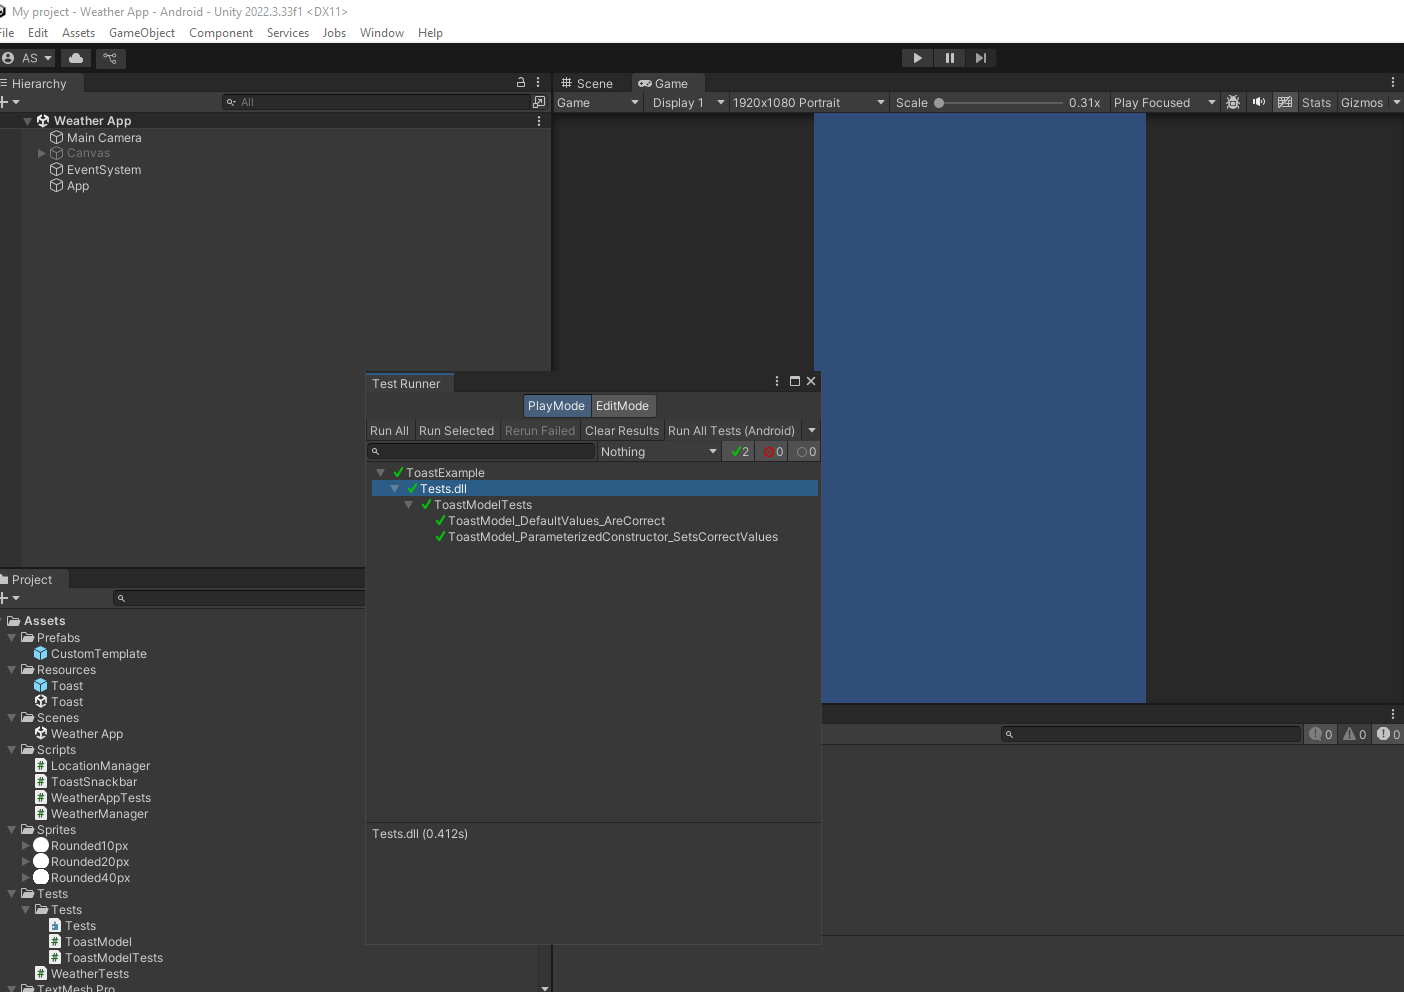 My project - Weather App - Android - Unity 2022.3.33f1 <DX11>
File Edit Assets GameObject Component Services Jobs Window Help
AS
Hierarchy
All
Weather App
Main Camera
Canvas
EventSystem
App
Scene Game
Game Display 1 1920x1080 Portrait Scale 0.31x Play Focused Stats Gizmos
Test Runner
PlayMode EditMode
Run All Run Selected Rerun Failed Clear Results Run All Tests (Android)
Nothing 2 0 0
ToastExample
Tests.dll
ToastModelTests
ToastModel_DefaultValues_AreCorrect
ToastModel_ParameterizedConstructor_SetsCorrectValues
Tests.dll (0.412s)
0 0 0
Project
Assets
Prefabs
CustomTemplate
Resources
Toast
Toast
Scenes
Weather App
Scripts
LocationManager
ToastSnackbar
WeatherAppTests
WeatherManager
Sprites
Rounded10px
Rounded20px
Rounded40px
Tests
Tests
Tests
ToastModel
ToastModelTests
WeatherTests
TextMesh Pro